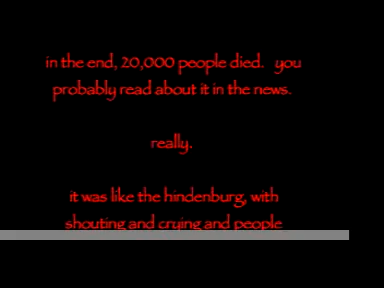 in the end, 20,000 people died.   you
probably read about it in the news.
really.
it was like the hindenburg, with
shouting and crying and people